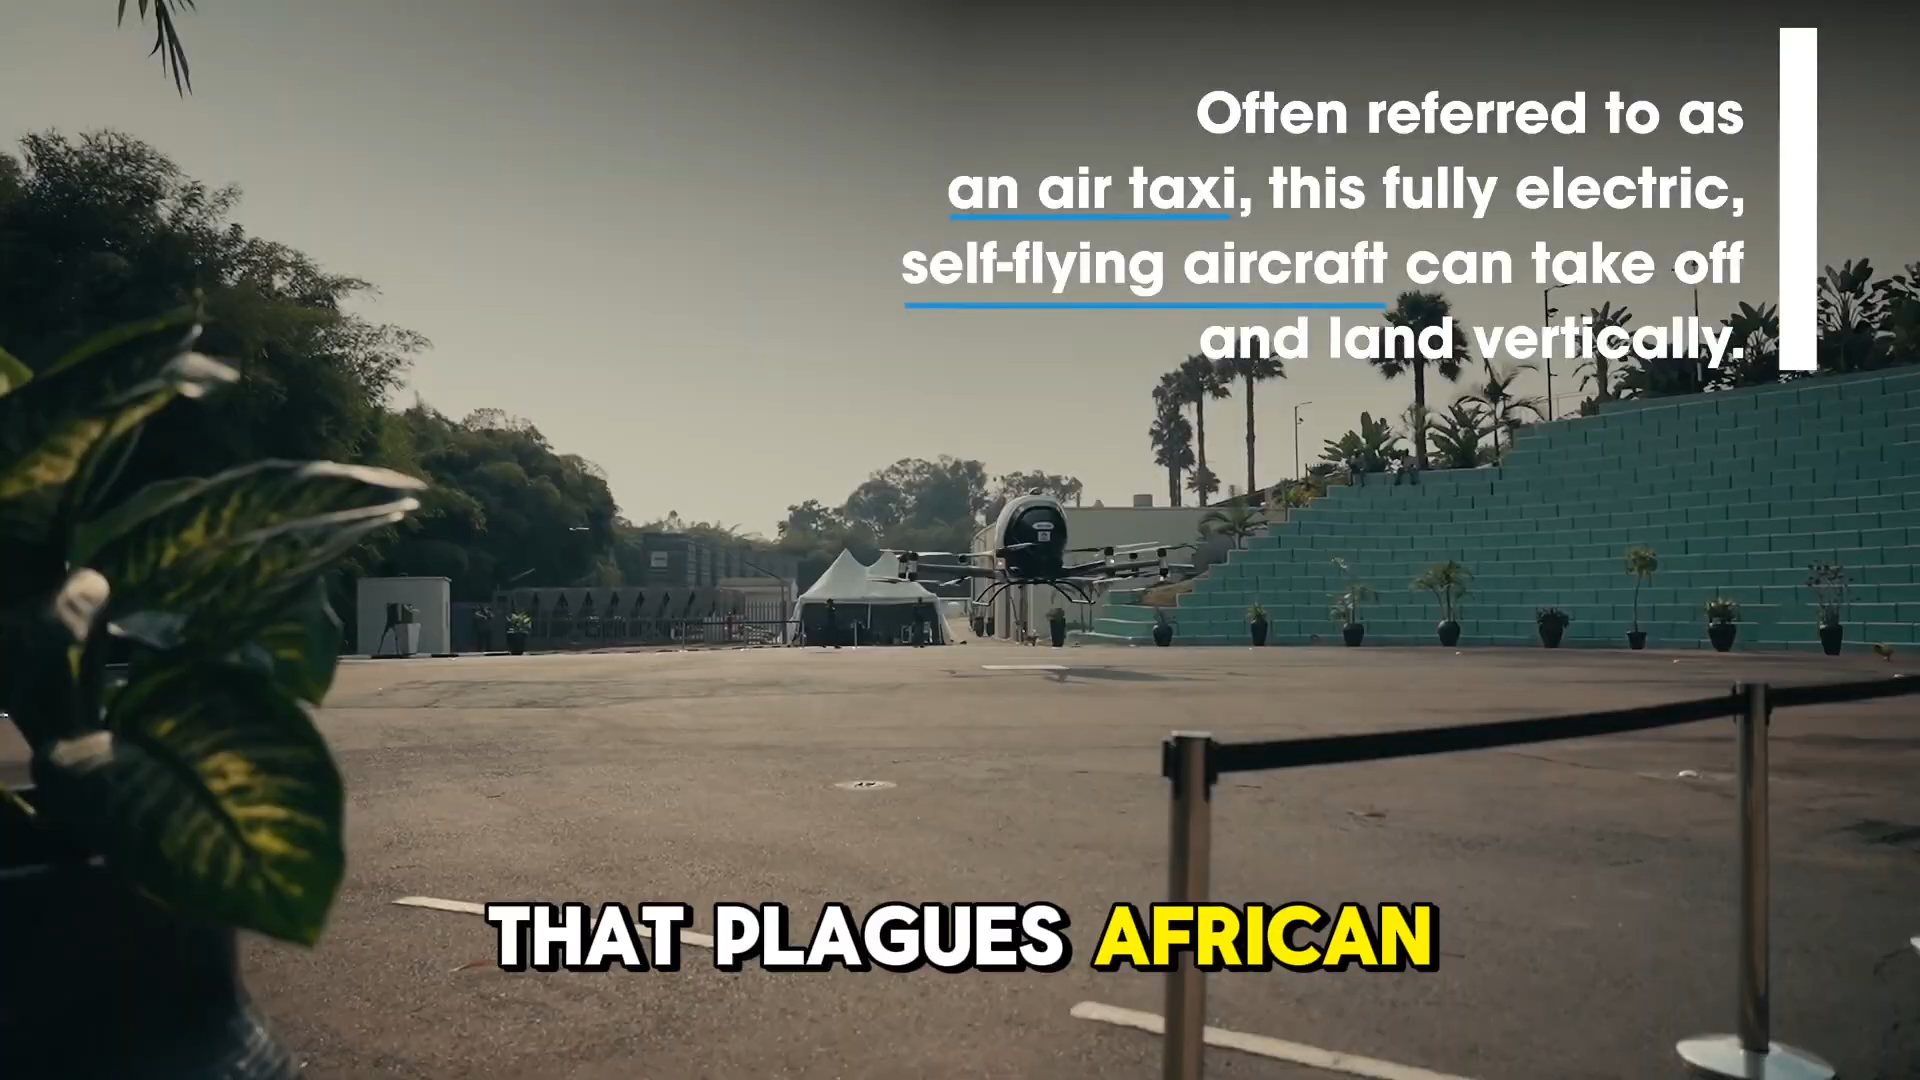 Often referred to as
an air taxi, this fully electric,
self-flying aircraft can take off
and land vertically.
THAT PLAGUES AFRICAN